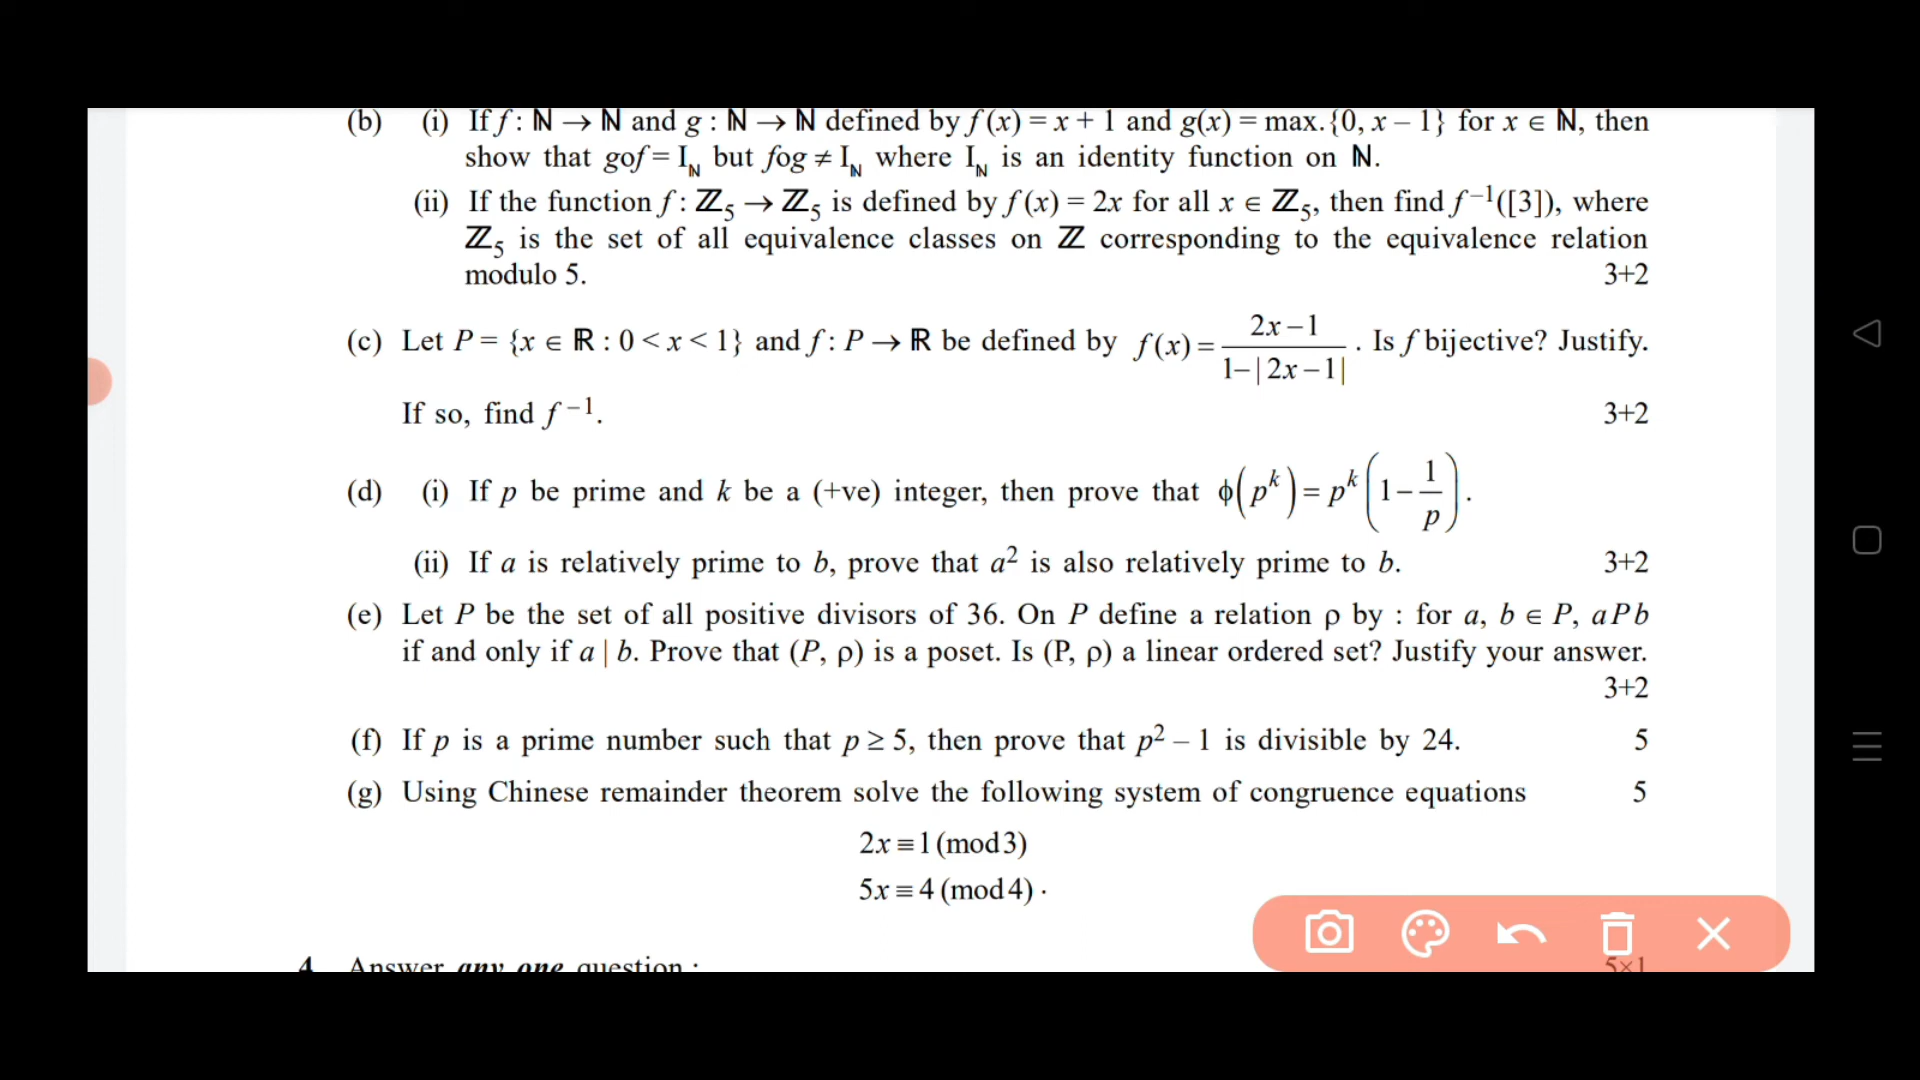 (b) (i) If f : ℕ → ℕ and g : ℕ → ℕ defined by f (x) = x + 1 and g(x) = max.{0, x – 1} for x ∈ ℕ, then
show that gof = I_ℕ but fog ≠ I_ℕ where I_ℕ is an identity function on ℕ.
(ii) If the function f : ℤ₅ → ℤ₅ is defined by f (x) = 2x for all x ∈ ℤ₅, then find f⁻¹([3]), where
ℤ₅ is the set of all equivalence classes on ℤ corresponding to the equivalence relation
modulo 5. 3+2
(c) Let P = {x ∈ ℝ : 0 < x < 1} and f : P → ℝ be defined by f(x) = (2x – 1)/(1–| 2x – 1|) . Is f bijective? Justify.
If so, find f⁻¹. 3+2
(d) (i) If p be prime and k be a (+ve) integer, then prove that ϕ(pᵏ) = pᵏ(1 – 1/p).
(ii) If a is relatively prime to b, prove that a² is also relatively prime to b. 3+2
(e) Let P be the set of all positive divisors of 36. On P define a relation ρ by : for a, b ∈ P, aPb
if and only if a | b. Prove that (P, ρ) is a poset. Is (P, ρ) a linear ordered set? Justify your answer.
3+2
(f) If p is a prime number such that p ≥ 5, then prove that p² – 1 is divisible by 24. 5
(g) Using Chinese remainder theorem solve the following system of congruence equations 5
2x ≡ 1 (mod 3)
5x ≡ 4 (mod 4) ·
4. Answer any one question : 5×1